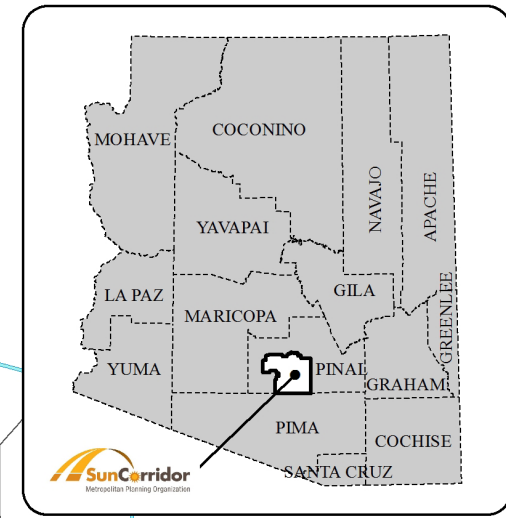 COCONINO
MOHAVE
NAVAJO
APACHE
YAVAPAI
GILA
LA PAZ
MARICOPA
GREENLEE
YUMA
PINAL
GRAHAM
PIMA
COCHISE
SANTA CRUZ
SunCorridor
Metropolitan Planning Organization